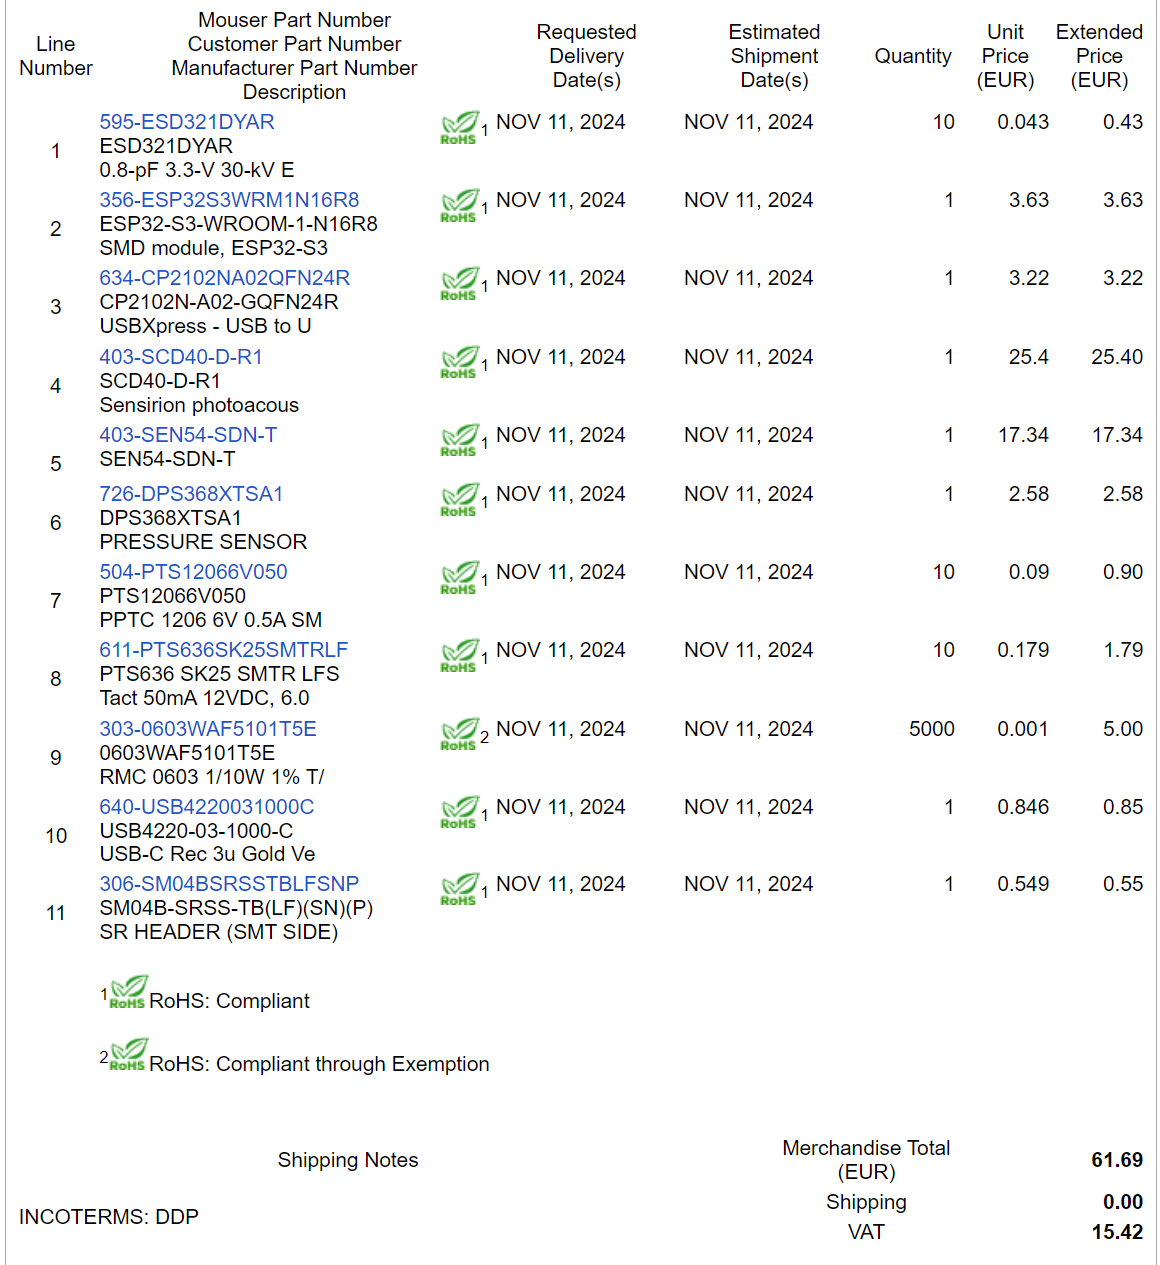 Line Number
Mouser Part Number
Customer Part Number
Manufacturer Part Number
Description
Requested Delivery Date(s)
Estimated Shipment Date(s)
Quantity
Unit Price (EUR)
Extended Price (EUR)
1
595-ESD321DYAR RoHS 1 NOV 11, 2024 NOV 11, 2024 10 0.043 0.43
ESD321DYAR
0.8-pF 3.3-V 30-kV E
2
356-ESP32S3WRM1N16R8 RoHS 1 NOV 11, 2024 NOV 11, 2024 1 3.63 3.63
ESP32-S3-WROOM-1-N16R8
SMD module, ESP32-S3
3
634-CP2102NA02QFN24R RoHS 1 NOV 11, 2024 NOV 11, 2024 1 3.22 3.22
CP2102N-A02-GQFN24R
USBXpress - USB to U
4
403-SCD40-D-R1 RoHS 1 NOV 11, 2024 NOV 11, 2024 1 25.4 25.40
SCD40-D-R1
Sensirion photoacous
5
403-SEN54-SDN-T RoHS 1 NOV 11, 2024 NOV 11, 2024 1 17.34 17.34
SEN54-SDN-T
6
726-DPS368XTSA1 RoHS 1 NOV 11, 2024 NOV 11, 2024 1 2.58 2.58
DPS368XTSA1
PRESSURE SENSOR
7
504-PTS12066V050 RoHS 1 NOV 11, 2024 NOV 11, 2024 10 0.09 0.90
PTS12066V050
PPTC 1206 6V 0.5A SM
8
611-PTS636SK25SMTRLF RoHS 1 NOV 11, 2024 NOV 11, 2024 10 0.179 1.79
PTS636 SK25 SMTR LFS
Tact 50mA 12VDC, 6.0
9
303-0603WAF5101T5E RoHS 2 NOV 11, 2024 NOV 11, 2024 5000 0.001 5.00
0603WAF5101T5E
RMC 0603 1/10W 1% T/
10
640-USB4220031000C RoHS 1 NOV 11, 2024 NOV 11, 2024 1 0.846 0.85
USB4220-03-1000-C
USB-C Rec 3u Gold Ve
11
306-SM04BSRSSTBLFSNP RoHS 1 NOV 11, 2024 NOV 11, 2024 1 0.549 0.55
SM04B-SRSS-TB(LF)(SN)(P)
SR HEADER (SMT SIDE)
1 RoHS RoHS: Compliant
2 RoHS RoHS: Compliant through Exemption
Shipping Notes
INCOTERMS: DDP
Merchandise Total (EUR) 61.69
Shipping 0.00
VAT 15.42